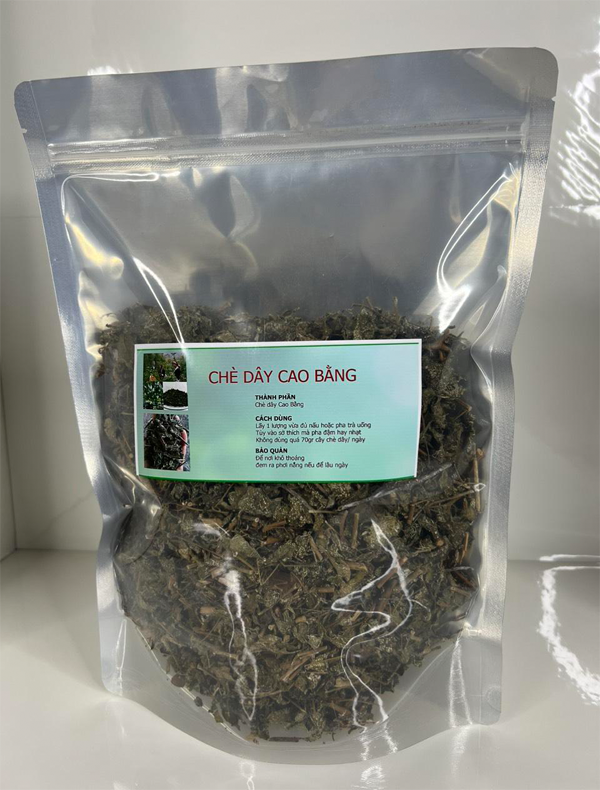 CHÈ DÂY CAO BẰNG
THÀNH PHẦN
Chè dây Cao Bằng
CÁCH DÙNG
Lấy 1 lượng vừa đủ nấu hoặc pha trà uống
Tùy vào sở thích mà pha đậm hay nhạt
Không dùng quá 70gr cây chè dây/ ngày
BẢO QUẢN
Để nơi khô thoáng
đem ra phơi nắng nếu để lâu ngày